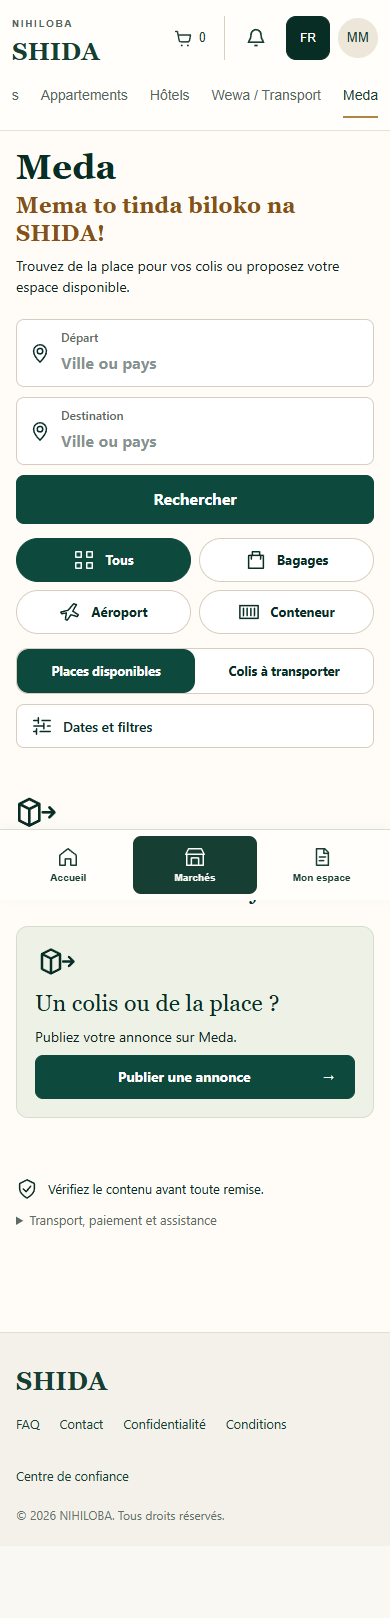 NIHILOBA
SHIDA
0
FR
MM
s
Appartements
Hôtels
Wewa / Transport
Meda
Meda
Mema to tinda biloko na
SHIDA!
Trouvez de la place pour vos colis ou proposez votre
espace disponible.
Départ
Ville ou pays
Destination
Ville ou pays
Rechercher
Tous
Bagages
Aéroport
Conteneur
Places disponibles
Colis à transporter
Dates et filtres
Accueil
Marchés
Mon espace
Un colis ou de la place ?
Publiez votre annonce sur Meda.
Publier une annonce →
Vérifiez le contenu avant toute remise.
Transport, paiement et assistance
SHIDA
FAQ
Contact
Confidentialité
Conditions
Centre de confiance
© 2026 NIHILOBA. Tous droits réservés.